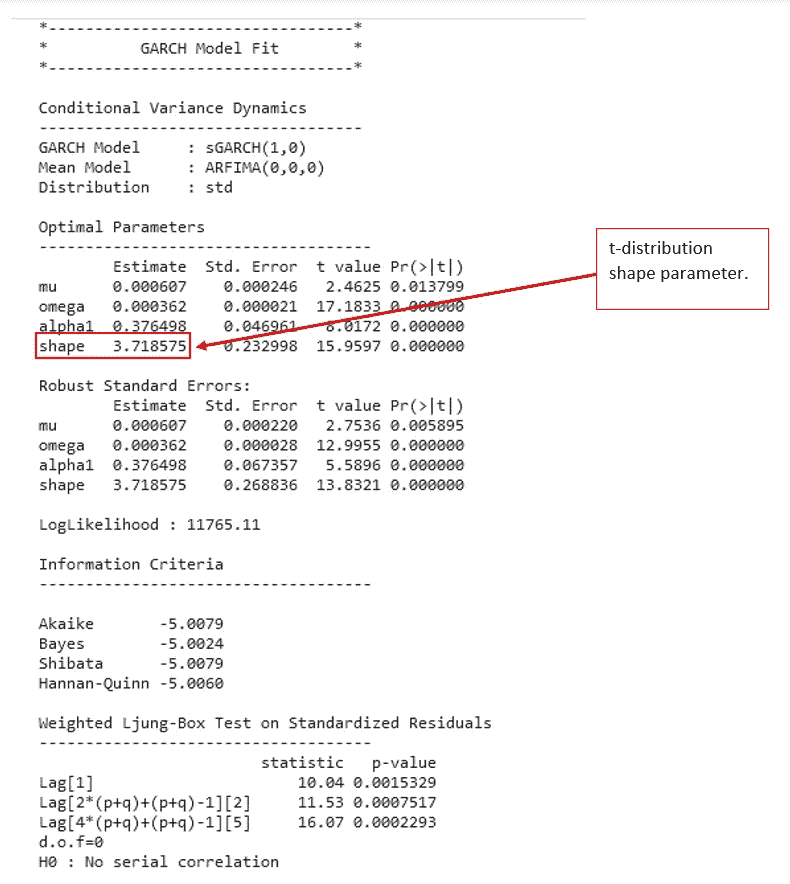 *---------------------------------*
*          GARCH Model Fit        *
*---------------------------------*
Conditional Variance Dynamics
-----------------------------------
GARCH Model     : sGARCH(1,0)
Mean Model      : ARFIMA(0,0,0)
Distribution    : std
Optimal Parameters
------------------------------------
        Estimate  Std. Error  t value Pr(>|t|)
mu      0.000607    0.000246   2.4625 0.013799
omega   0.000362    0.000021  17.1833 0.000000
alpha1  0.376498    0.046961   8.0172 0.000000
shape   3.718575    0.232998  15.9597 0.000000
t-distribution
shape parameter.
Robust Standard Errors:
        Estimate  Std. Error  t value Pr(>|t|)
mu      0.000607    0.000220   2.7536 0.005895
omega   0.000362    0.000028  12.9955 0.000000
alpha1  0.376498    0.067357   5.5896 0.000000
shape   3.718575    0.268836  13.8321 0.000000
LogLikelihood : 11765.11
Information Criteria
------------------------------------
Akaike       -5.0079
Bayes        -5.0024
Shibata      -5.0079
Hannan-Quinn -5.0060
Weighted Ljung-Box Test on Standardized Residuals
------------------------------------
                        statistic   p-value
Lag[1]                      10.04 0.0015329
Lag[2*(p+q)+(p+q)-1][2]     11.53 0.0007517
Lag[4*(p+q)+(p+q)-1][5]     16.07 0.0002293
d.o.f=0
H0 : No serial correlation